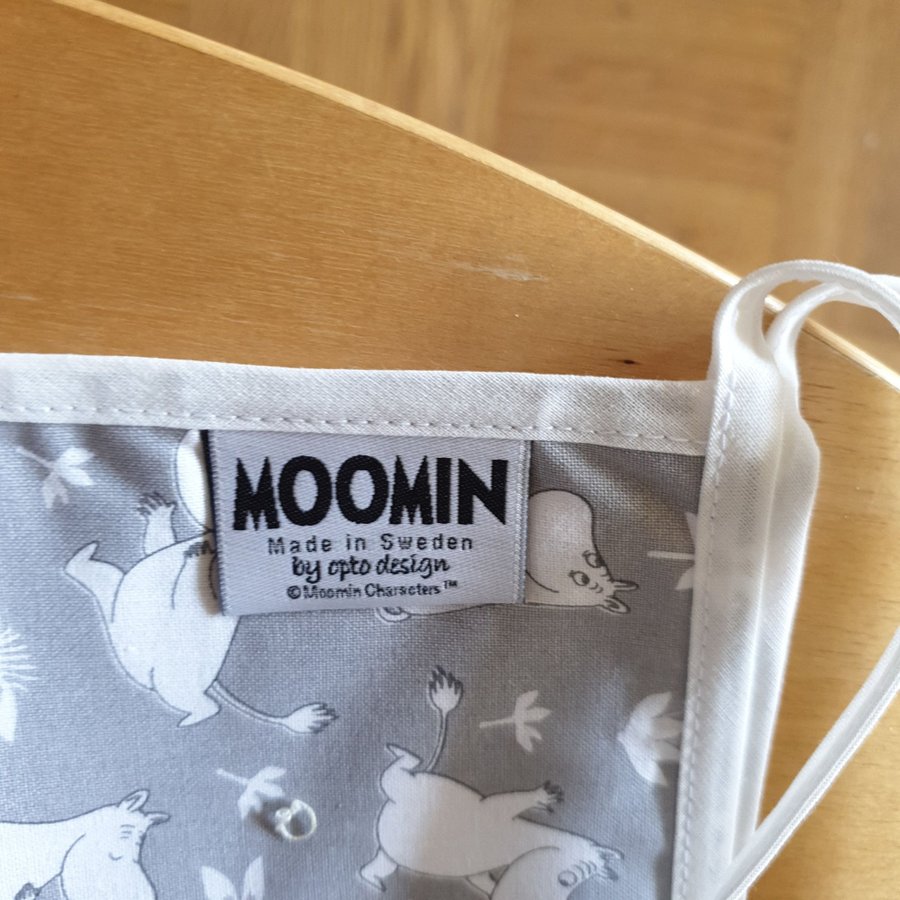 MOOMIN
Made in Sweden
by opto design
©Moomin Characters™